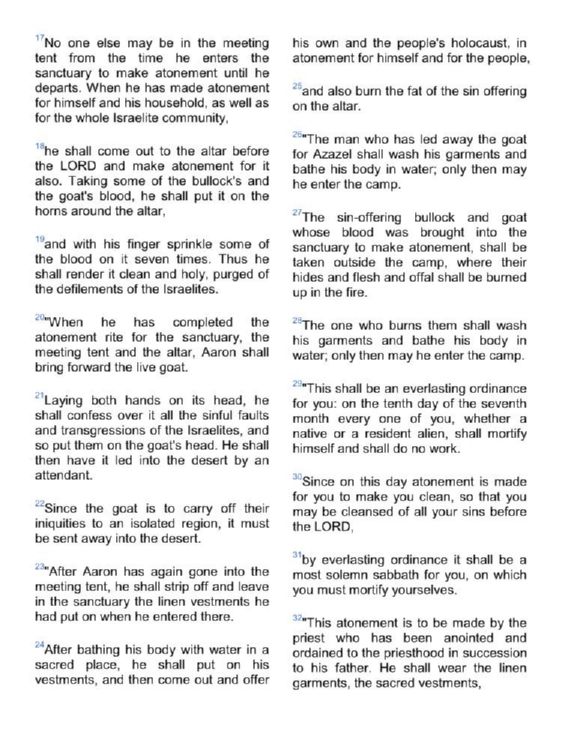 17No one else may be in the meeting
tent from the time he enters the
sanctuary to make atonement until he
departs. When he has made atonement
for himself and his household, as well as
for the whole Israelite community,
18he shall come out to the altar before
the LORD and make atonement for it
also. Taking some of the bullock's and
the goat's blood, he shall put it on the
horns around the altar,
19and with his finger sprinkle some of
the blood on it seven times. Thus he
shall render it clean and holy, purged of
the defilements of the Israelites.
20"When he has completed the
atonement rite for the sanctuary, the
meeting tent and the altar, Aaron shall
bring forward the live goat.
21Laying both hands on its head, he
shall confess over it all the sinful faults
and transgressions of the Israelites, and
so put them on the goat's head. He shall
then have it led into the desert by an
attendant.
22Since the goat is to carry off their
iniquities to an isolated region, it must
be sent away into the desert.
23"After Aaron has again gone into the
meeting tent, he shall strip off and leave
in the sanctuary the linen vestments he
had put on when he entered there.
24After bathing his body with water in a
sacred place, he shall put on his
vestments, and then come out and offer
his own and the people's holocaust, in
atonement for himself and for the people,
25and also burn the fat of the sin offering
on the altar.
26"The man who has led away the goat
for Azazel shall wash his garments and
bathe his body in water; only then may
he enter the camp.
27The sin-offering bullock and goat
whose blood was brought into the
sanctuary to make atonement, shall be
taken outside the camp, where their
hides and flesh and offal shall be burned
up in the fire.
28The one who burns them shall wash
his garments and bathe his body in
water; only then may he enter the camp.
29"This shall be an everlasting ordinance
for you: on the tenth day of the seventh
month every one of you, whether a
native or a resident alien, shall mortify
himself and shall do no work.
30Since on this day atonement is made
for you to make you clean, so that you
may be cleansed of all your sins before
the LORD,
31by everlasting ordinance it shall be a
most solemn sabbath for you, on which
you must mortify yourselves.
32"This atonement is to be made by the
priest who has been anointed and
ordained to the priesthood in succession
to his father. He shall wear the linen
garments, the sacred vestments,